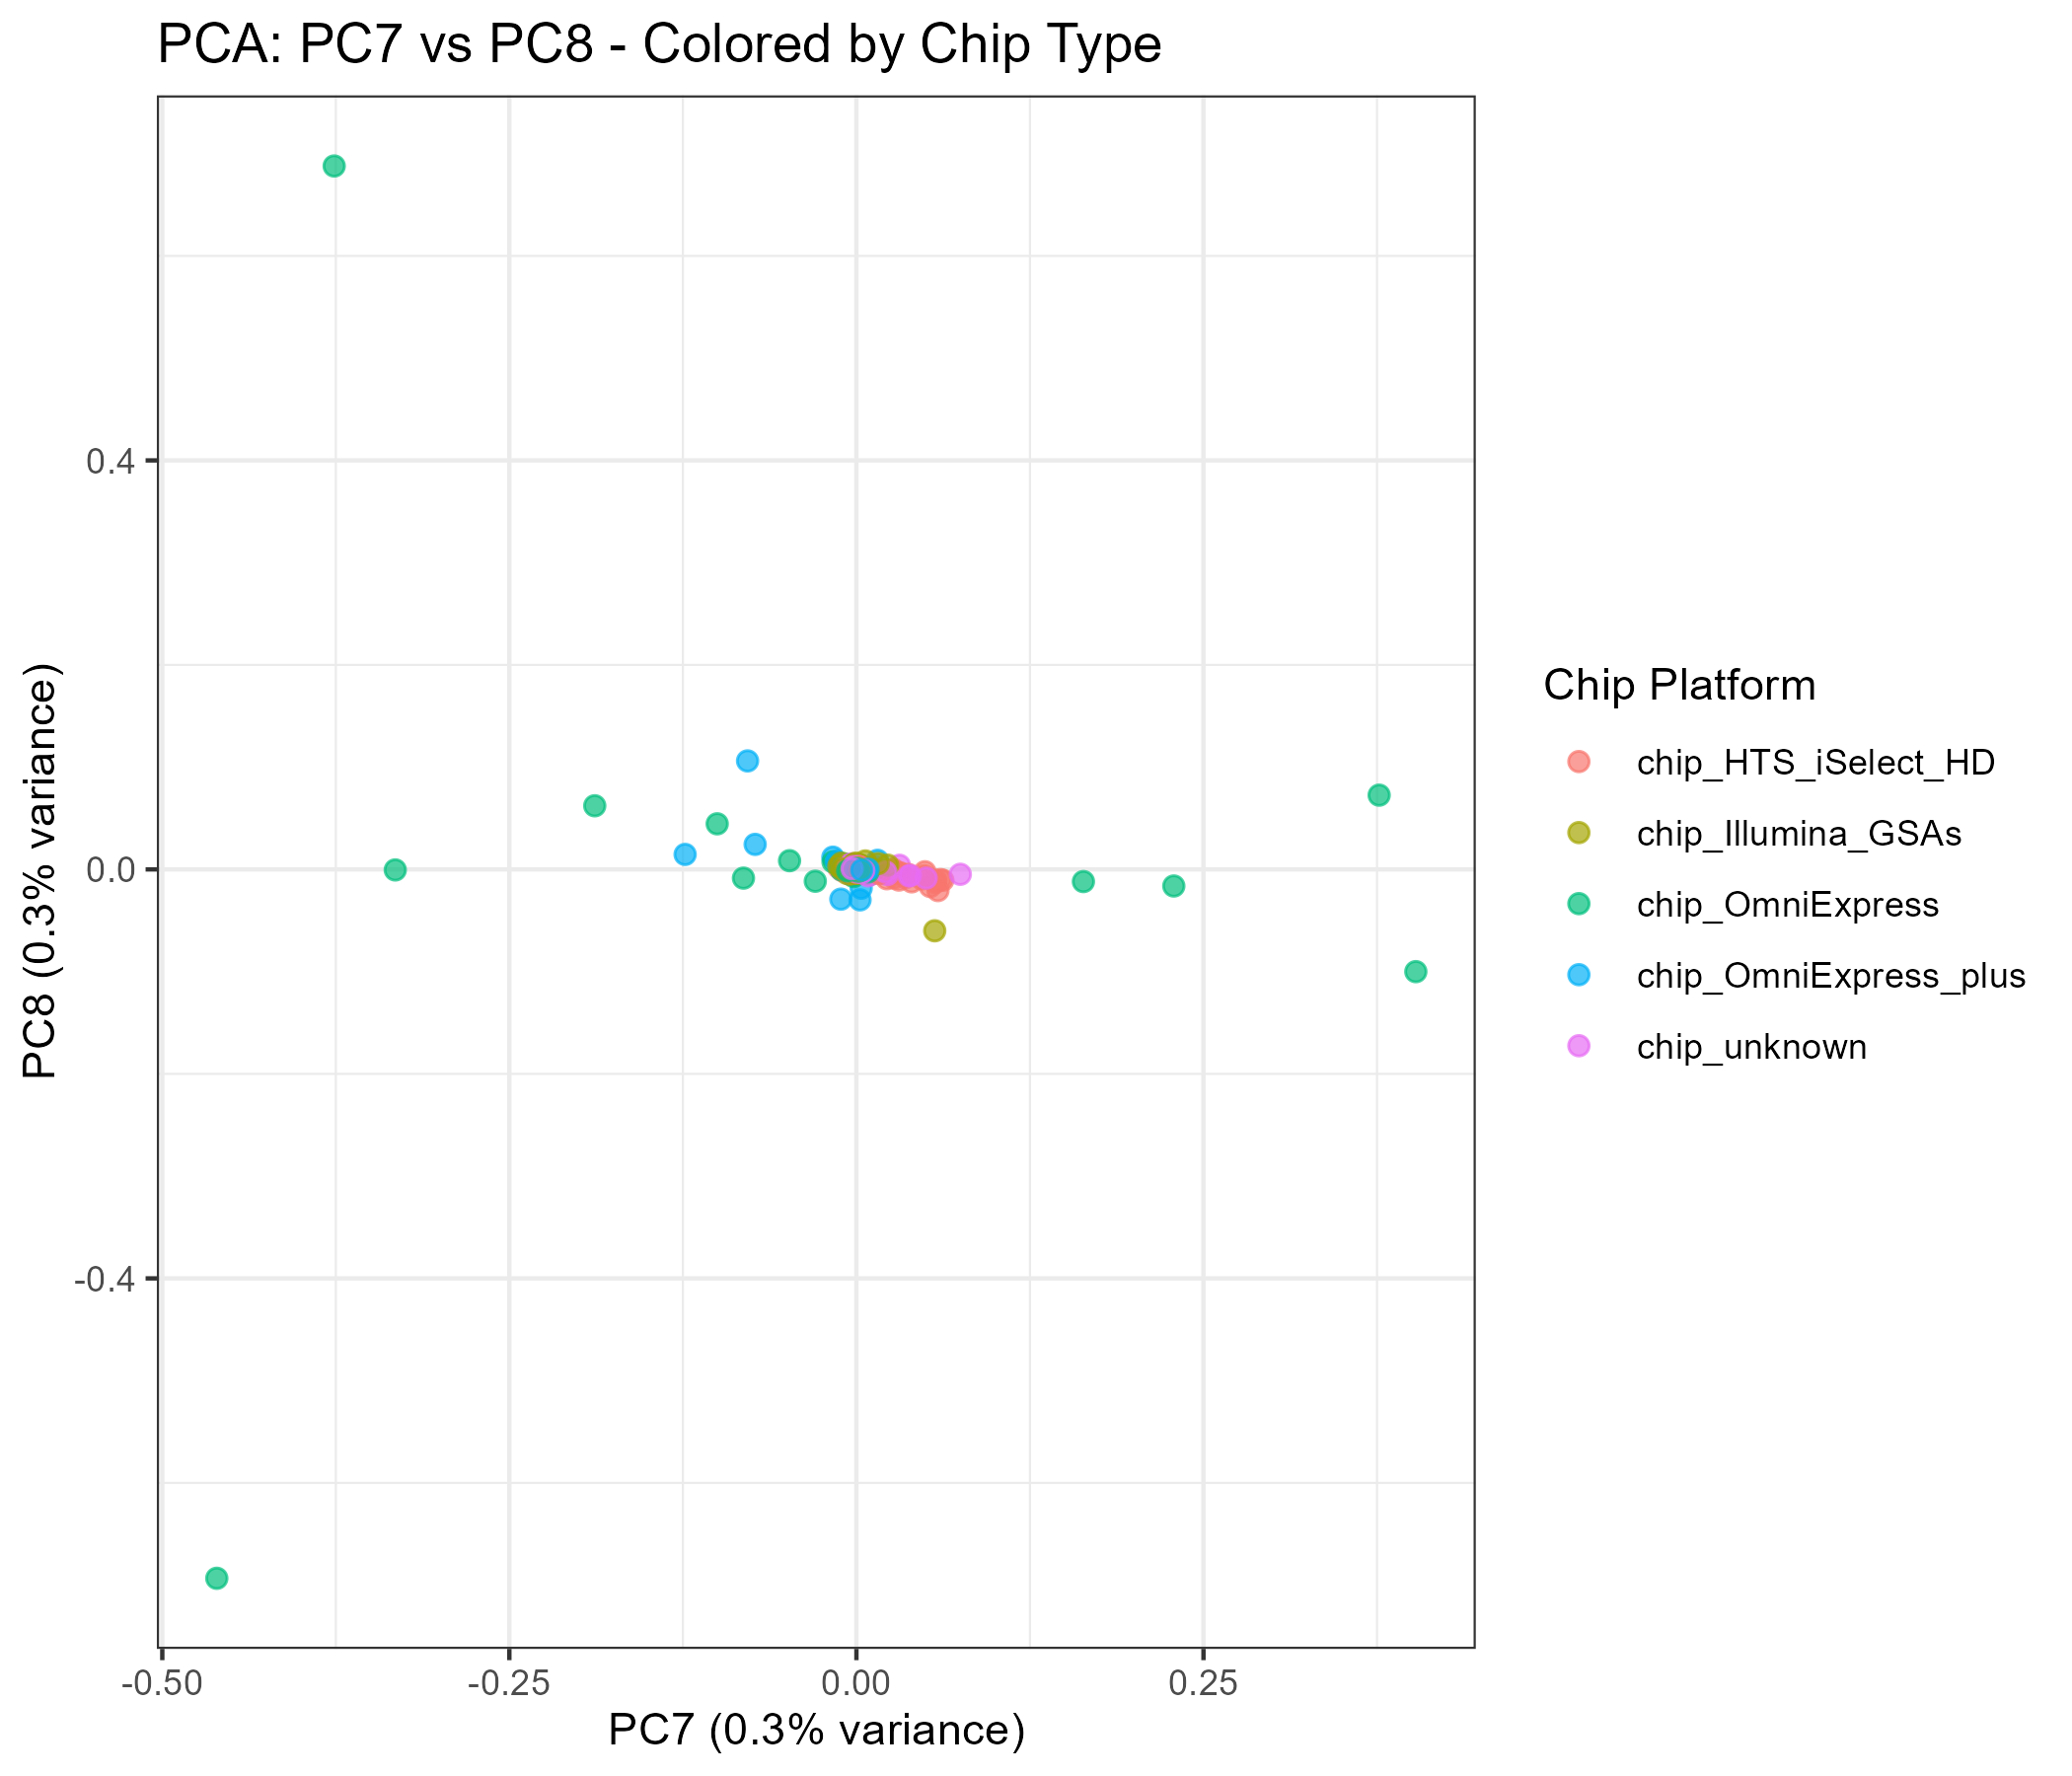 PCA: PC7 vs PC8 - Colored by Chip Type
PC8 (0.3% variance)
0.4
0.0
-0.4
-0.50
-0.25
0.00
0.25
PC7 (0.3% variance)
Chip Platform
chip_HTS_iSelect_HD
chip_Illumina_GSAs
chip_OmniExpress
chip_OmniExpress_plus
chip_unknown